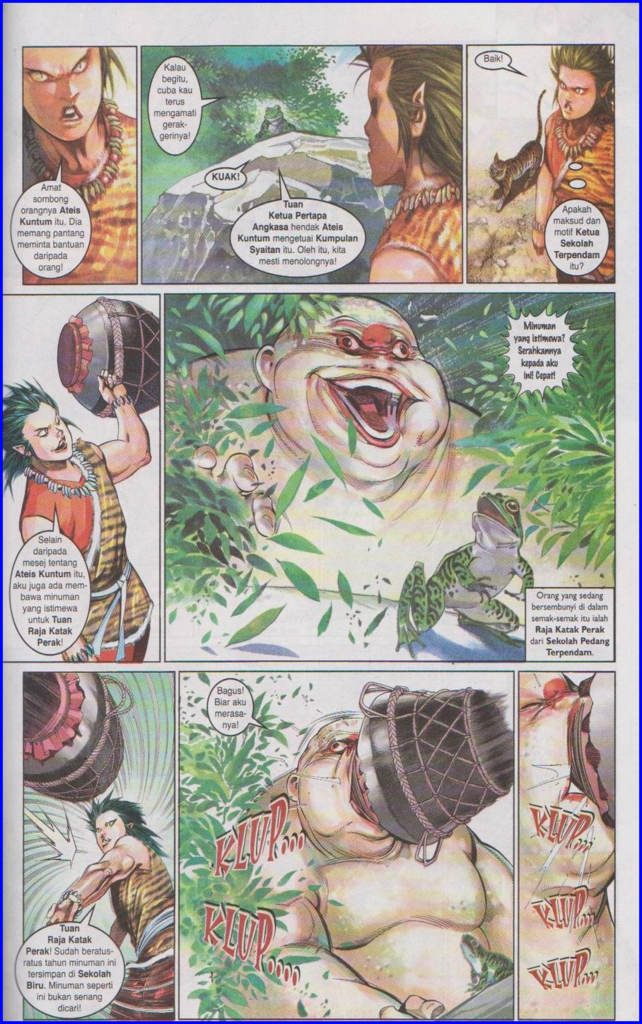 Amat
sombong
orangnya Ateis
Kuntum itu. Dia
memang pantang
meminta bantuan
daripada
orang!
Kalau
begitu,
cuba kau
terus
mengamati
gerak-
gerinya!
KUAK!
Tuan
Ketua Pertapa
Angkasa hendak Ateis
Kuntum mengetuai Kumpulan
Syaitan itu. Oleh itu, kita
mesti menolongnya!
Baik!
Apakah
maksud dan
motif Ketua
Sekolah
Terpendam
itu?
Selain
daripada
mesej tentang
Ateis Kuntum itu,
aku juga ada mem-
bawa minuman
yang istimewa
untuk Tuan
Raja Katak
Perak!
Minuman
yang istimewa?
Serahkannya
kepada aku
ini! Cepat!
Orang yang sedang
bersembunyi di dalam
semak-semak itu ialah
Raja Katak Perak
dari Sekolah Pedang
Terpendam.
Tuan
Raja Katak
Perak! Sudah beratus-
ratus tahun minuman ini
tersimpan di Sekolah
Biru. Minuman seperti
ini bukan senang
dicari!
Bagus!
Biar aku
merasa-
nya!
KLUP...
KLUP....
KLUP...
KLUP...
KLUP...